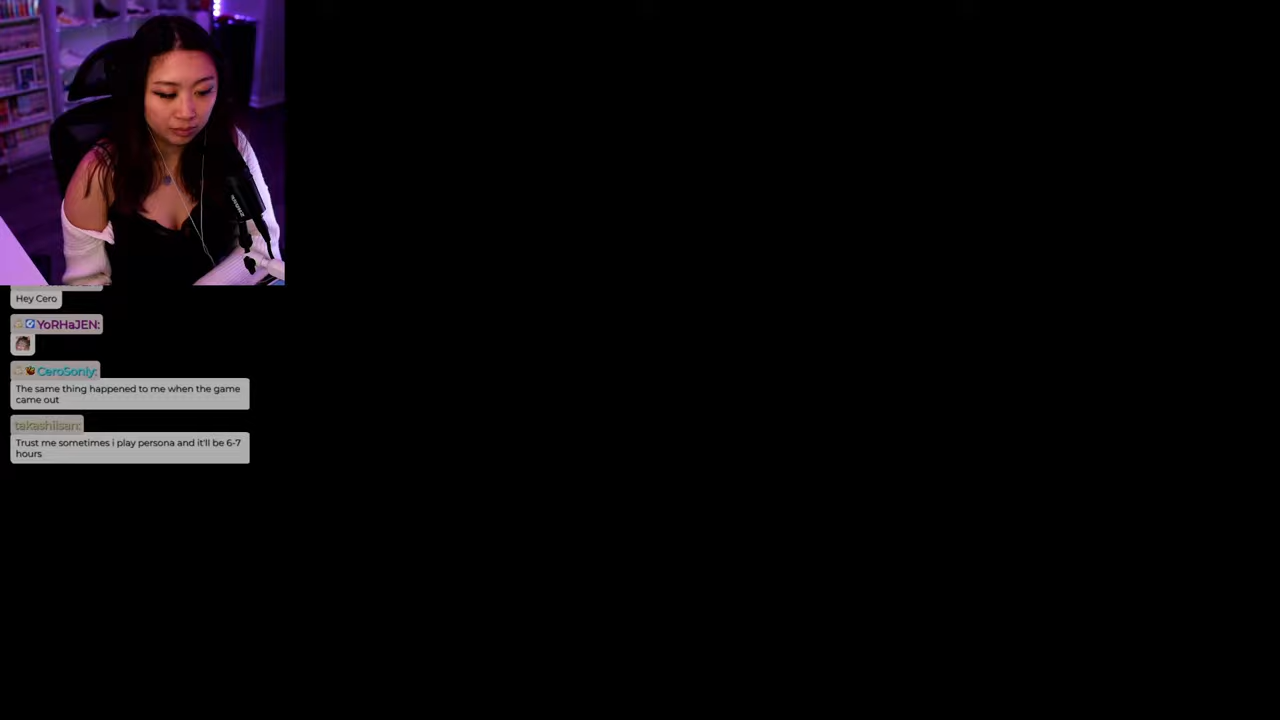 Hey Cero
YoRHaJEN:
CeroSonly:
The same thing happened to me when the game
came out
takashiisan:
Trust me sometimes i play persona and it'll be 6-7
hours